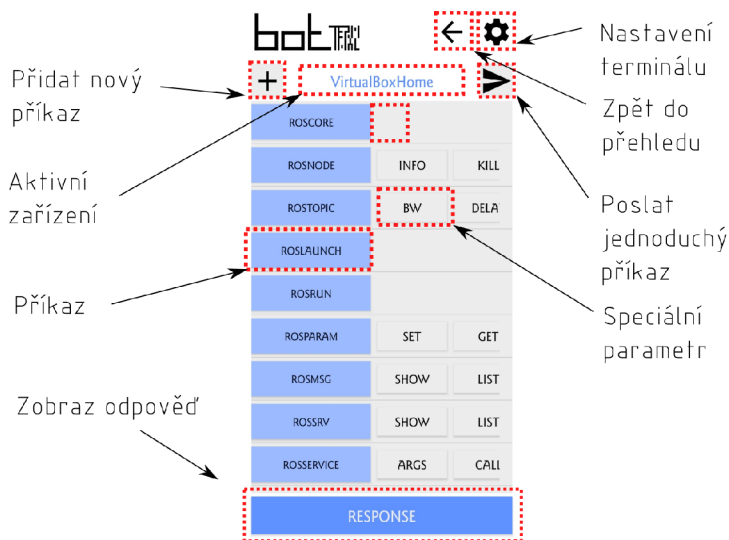 bot
Nastavení
terminálu
Přidat nový
příkaz
VirtualBoxHome
Zpět do
přehledu
ROSCORE
ROSNODE INFO KILL
Aktivní
zařízení
ROSTOPIC BW DELA
Poslat
jednoduchý
příkaz
ROSLAUNCH
Příkaz
ROSRUN
Speciální
parametr
ROSPARAM SET GET
ROSMSG SHOW LIST
Zobraz odpověď
ROSSRV SHOW LIST
ROSSERVICE ARGS CALL
RESPONSE